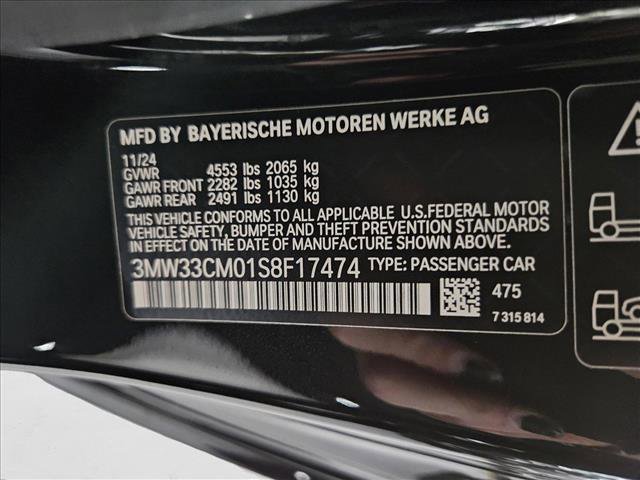 MFD BY BAYERISCHE MOTOREN WERKE AG
11/24
GVWR 4553 lbs 2065 kg
GAWR FRONT 2282 lbs 1035 kg
GAWR REAR 2491 lbs 1130 kg
THIS VEHICLE CONFORMS TO ALL APPLICABLE U.S.FEDERAL MOTOR
VEHICLE SAFETY, BUMPER AND THEFT PREVENTION STANDARDS
IN EFFECT ON THE DATE OF MANUFACTURE SHOWN ABOVE.
3MW33CM01S8F17474 TYPE: PASSENGER CAR
475
7 315 814